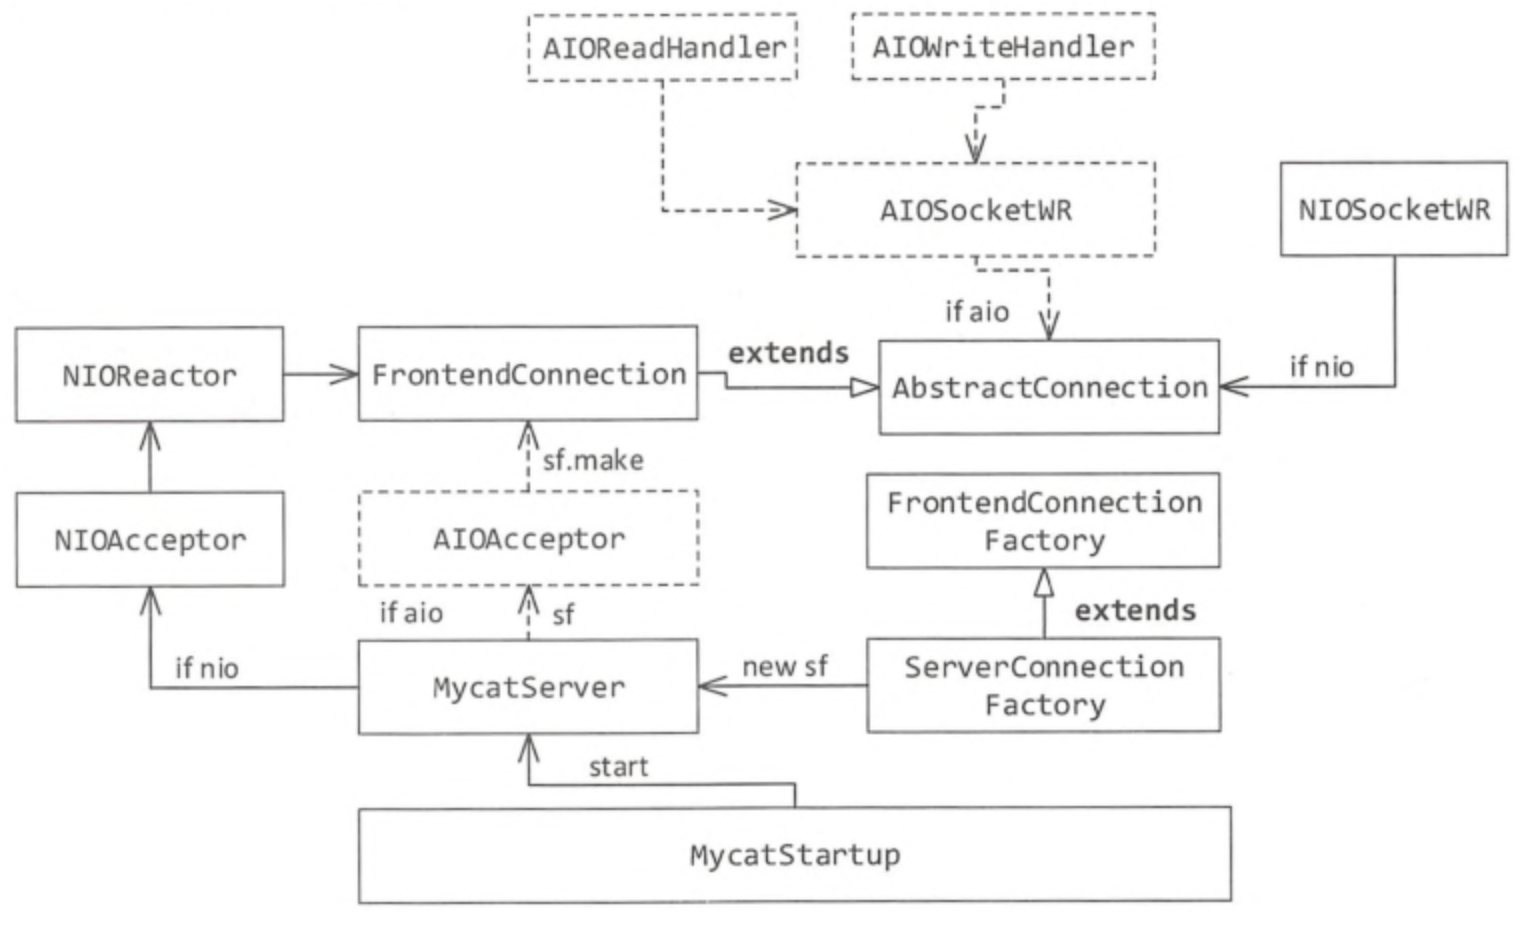 AIOReadHandler
AIOWriteHandler
AIOSocketWR
NIOSocketWR
if aio
NIOReactor
FrontendConnection
extends
AbstractConnection
if nio
sf.make
NIOAcceptor
AIOAcceptor
FrontendConnection
Factory
if aio
sf
extends
if nio
MycatServer
new sf
ServerConnection
Factory
start
MycatStartup